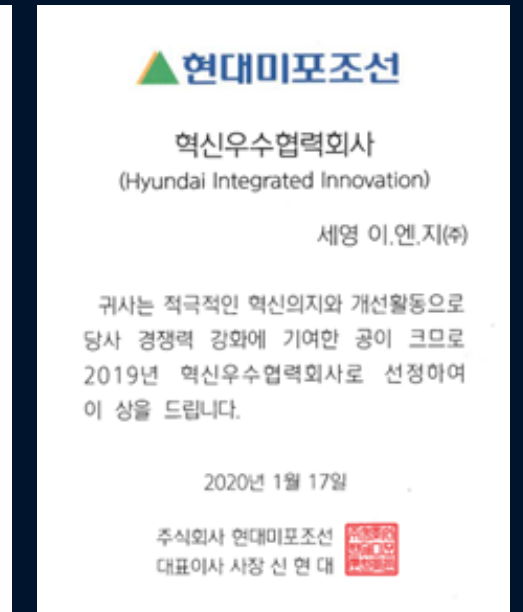 현대미포조선
혁신우수협력회사
(Hyundai Integrated Innovation)
세영 이.엔.지㈜
귀사는 적극적인 혁신의지와 개선활동으로
당사 경쟁력 강화에 기여한 공이 크므로
2019년 혁신우수협력회사로 선정하여
이 상을 드립니다.
2020년 1월 17일
주식회사 현대미포조선
대표이사 사장 신 현 대